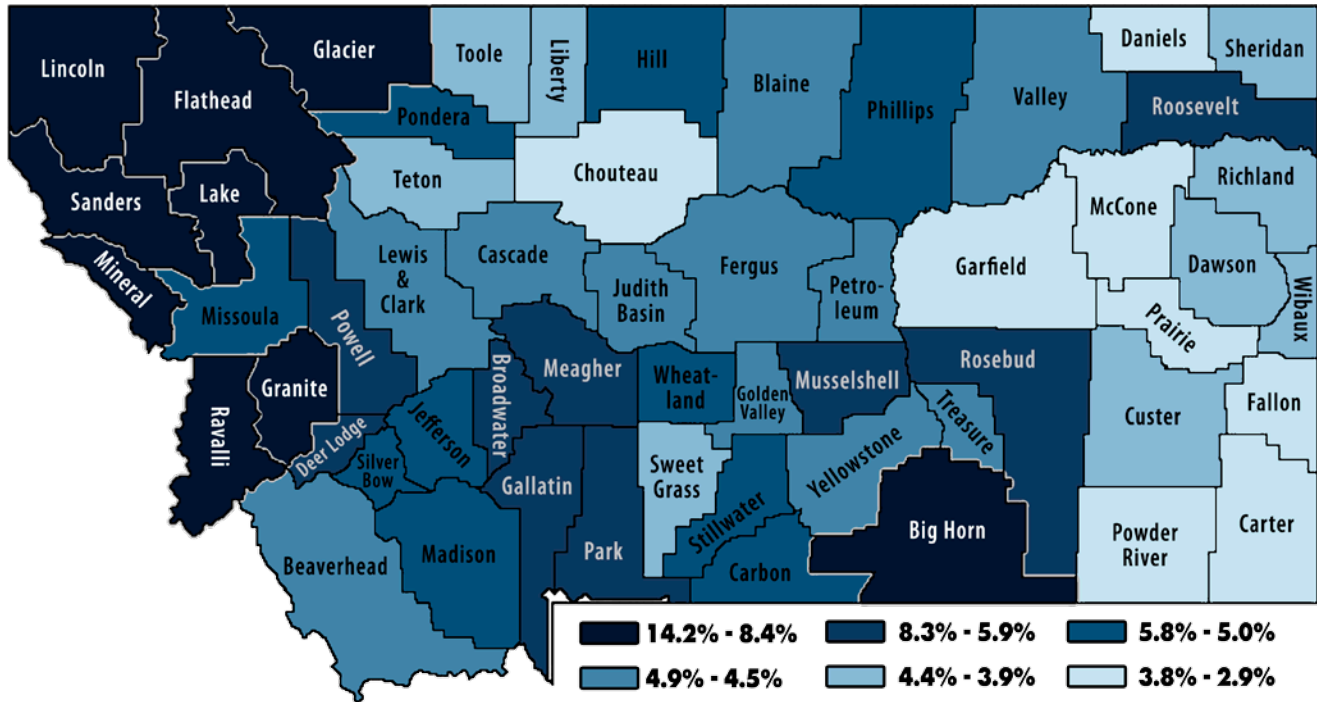 Lincoln
Flathead
Glacier
Toole
Liberty
Hill
Blaine
Phillips
Valley
Daniels
Sheridan
Roosevelt
Pondera
Teton
Chouteau
Sanders
Lake
Mineral
Missoula
Powell
Lewis
&
Clark
Cascade
Judith
Basin
Fergus
Petro-
leum
Garfield
McCone
Richland
Dawson
Wibaux
Prairie
Ravalli
Granite
Deer Lodge
Silver
Bow
Jefferson
Broadwater
Meagher
Wheat-
land
Golden
Valley
Musselshell
Rosebud
Treasure
Custer
Fallon
Gallatin
Park
Sweet
Grass
Stillwater
Yellowstone
Big Horn
Powder
River
Carter
Beaverhead
Madison
Carbon
14.2% - 8.4%
8.3% - 5.9%
5.8% - 5.0%
4.9% - 4.5%
4.4% - 3.9%
3.8% - 2.9%